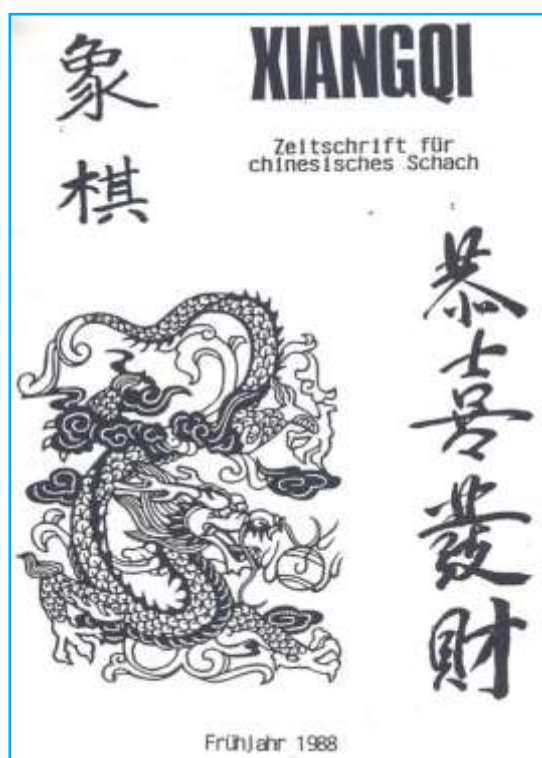 象棋
XIANGQI
Zeitschrift für
chinesisches Schach
恭喜發財
Frühjahr 1988